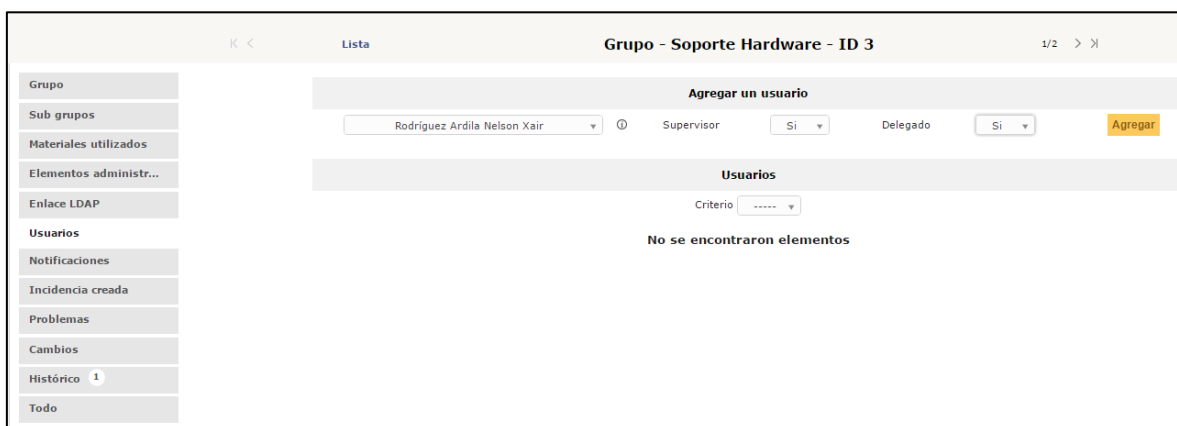 Lista Grupo - Soporte Hardware - ID 3 1/2
Grupo
Sub grupos
Materiales utilizados
Elementos administr...
Enlace LDAP
Usuarios
Notificaciones
Incidencia creada
Problemas
Cambios
Histórico 1
Todo
Agregar un usuario
Rodríguez Ardila Nelson Xair Supervisor Si Delegado Si Agregar
Usuarios
Criterio -----
No se encontraron elementos